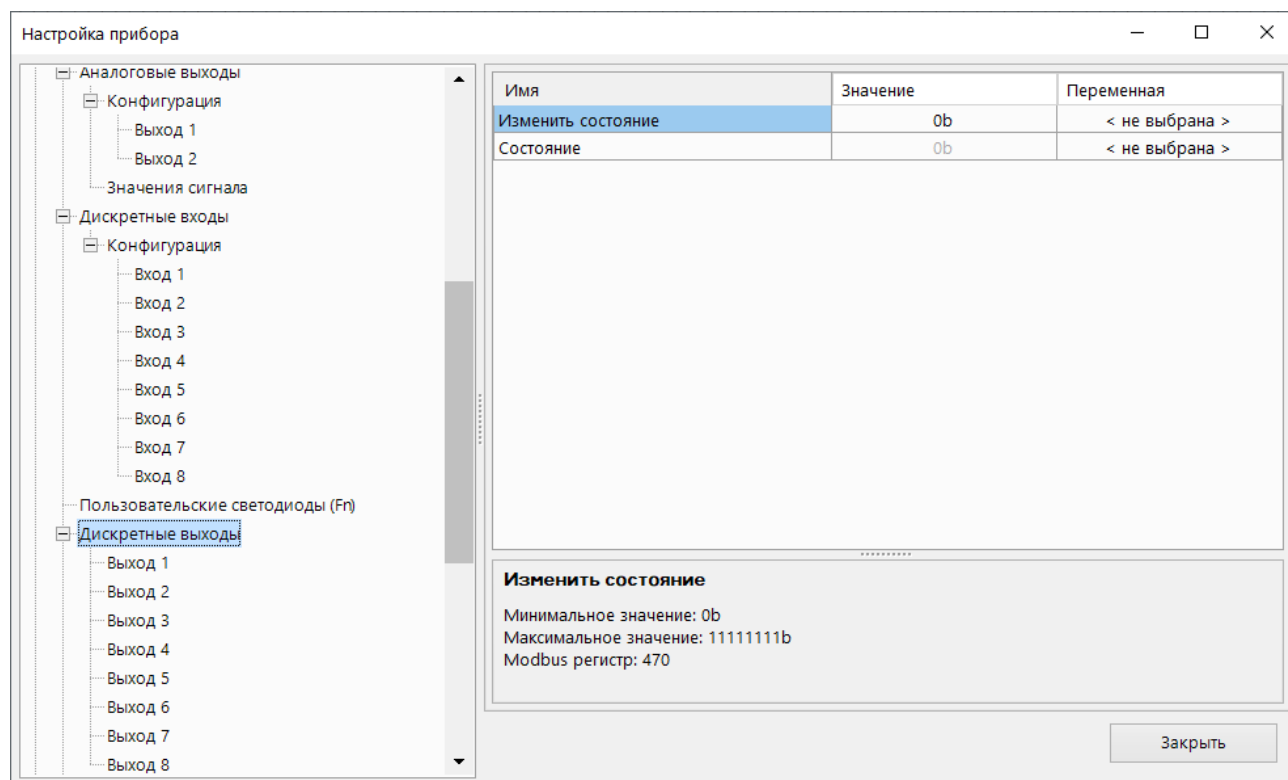 Настройка прибора
Аналоговые выходы
Конфигурация
Выход 1
Выход 2
Значения сигнала
Дискретные входы
Конфигурация
Вход 1
Вход 2
Вход 3
Вход 4
Вход 5
Вход 6
Вход 7
Вход 8
Пользовательские светодиоды (Fn)
Дискретные выходы
Выход 1
Выход 2
Выход 3
Выход 4
Выход 5
Выход 6
Выход 7
Выход 8
Имя Значение Переменная
Изменить состояние 0b < не выбрана >
Состояние 0b < не выбрана >
Изменить состояние
Минимальное значение: 0b
Максимальное значение: 11111111b
Modbus регистр: 470
Закрыть